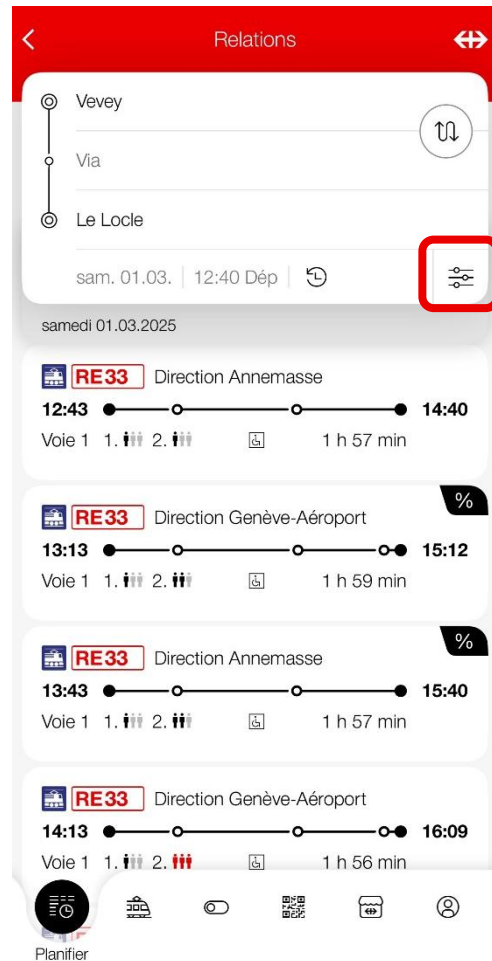 Relations
Vevey
Via
Le Locle
sam. 01.03. 12:40 Dép
samedi 01.03.2025
RE33 Direction Annemasse
12:43 14:40
Voie 1 1. 2. 1 h 57 min
%
RE33 Direction Genève-Aéroport
13:13 15:12
Voie 1 1. 2. 1 h 59 min
%
RE33 Direction Annemasse
13:43 15:40
Voie 1 1. 2. 1 h 57 min
RE33 Direction Genève-Aéroport
14:13 16:09
Voie 1 1. 2. 1 h 56 min
Planifier